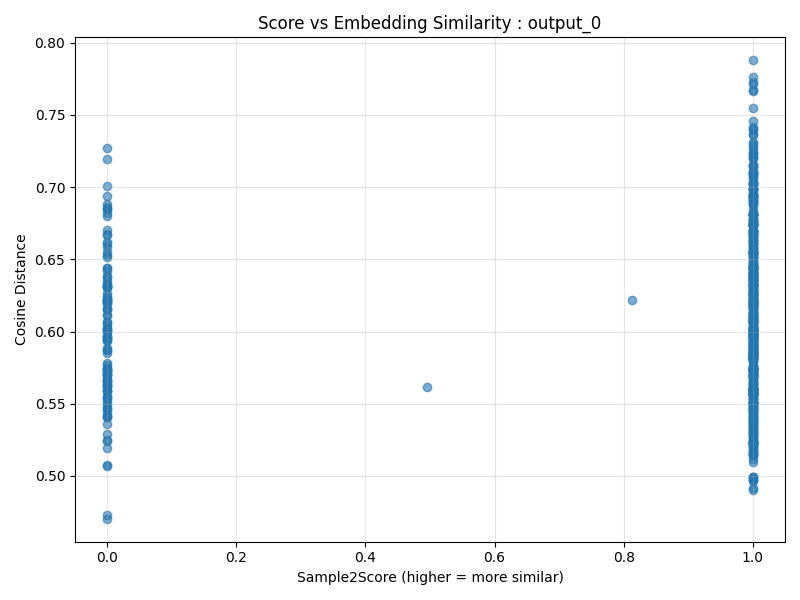 Score vs Embedding Similarity : output_0
Cosine Distance
0.80
0.75
0.70
0.65
0.60
0.55
0.50
0.0 0.2 0.4 0.6 0.8 1.0
Sample2Score (higher = more similar)